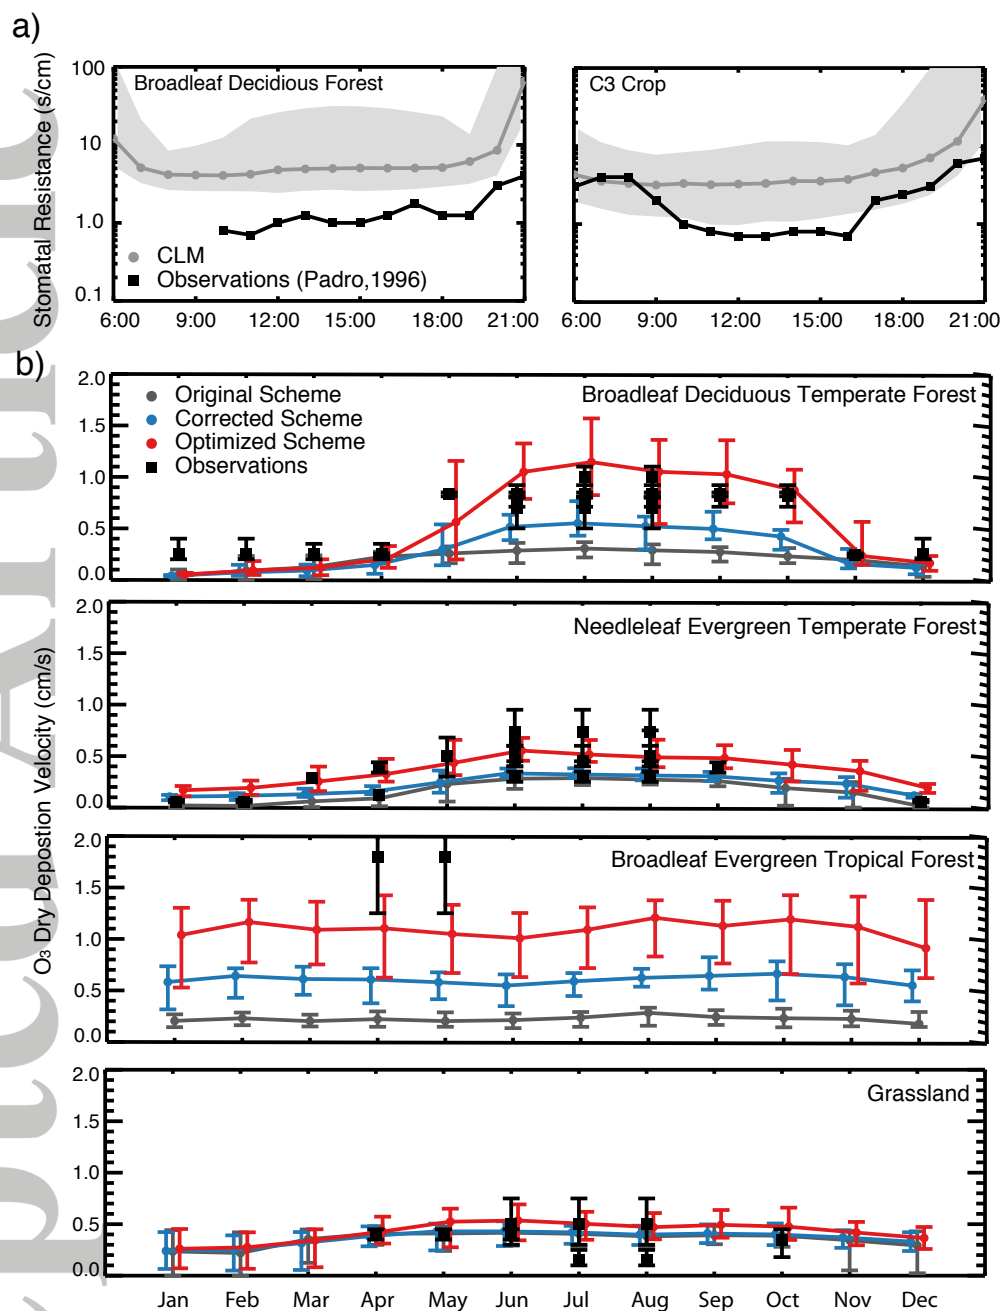 a)
Stomatal Resistance (s/cm)
100
10
1.0
0.1
Broadleaf Decidious Forest
CLM
Observations (Padro,1996)
6:00 9:00 12:00 15:00 18:00 21:00
C3 Crop
6:00 9:00 12:00 15:00 18:00 21:00
b)
O3 Dry Depostion Velocity (cm/s)
2.0
1.5
1.0
0.5
0.0
Original Scheme
Corrected Scheme
Optimized Scheme
Observations
Broadleaf Deciduous Temperate Forest
2.0
1.5
1.0
0.5
0.0
Needleleaf Evergreen Temperate Forest
2.0
1.5
1.0
0.5
0.0
Broadleaf Evergreen Tropical Forest
2.0
1.5
1.0
0.5
0.0
Grassland
Jan Feb Mar Apr May Jun Jul Aug Sep Oct Nov Dec